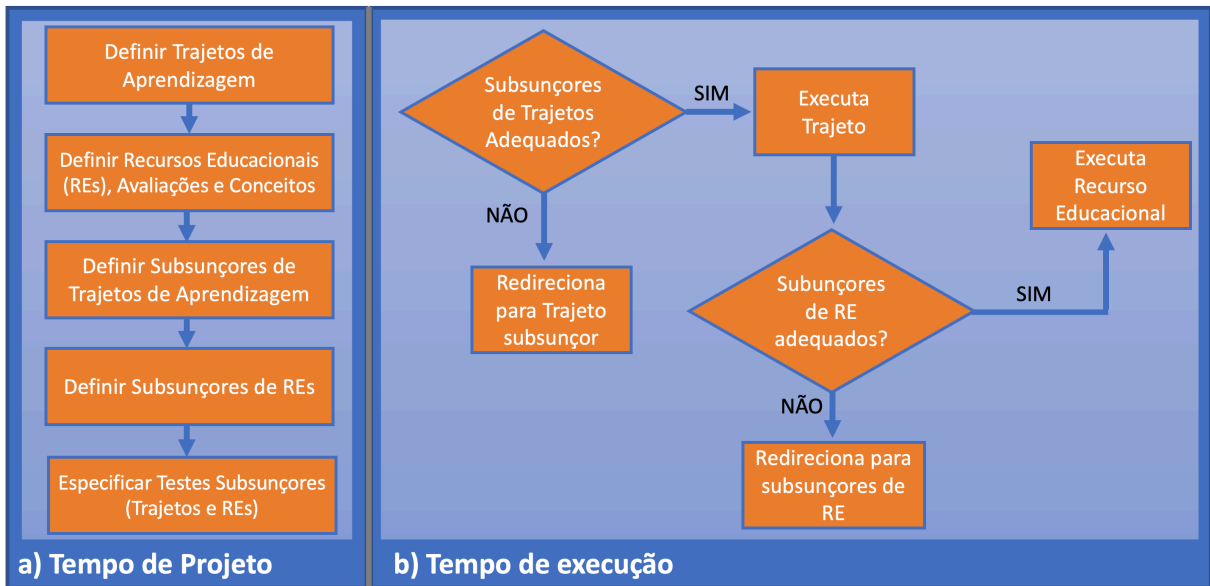 Definir Trajetos de
Aprendizagem
Definir Recursos Educacionais
(REs), Avaliações e Conceitos
Definir Subsunçores de
Trajetos de Aprendizagem
Definir Subsunçores de REs
Especificar Testes Subsunçores
(Trajetos e REs)
a) Tempo de Projeto
Subsunçores
de Trajetos
Adequados?
SIM
Executa
Trajeto
NÃO
Redireciona
para Trajeto
subsunçor
Subunçores
de RE
adequados?
SIM
Executa
Recurso
Educacional
NÃO
Redireciona para
subsunçores de
RE
b) Tempo de execução